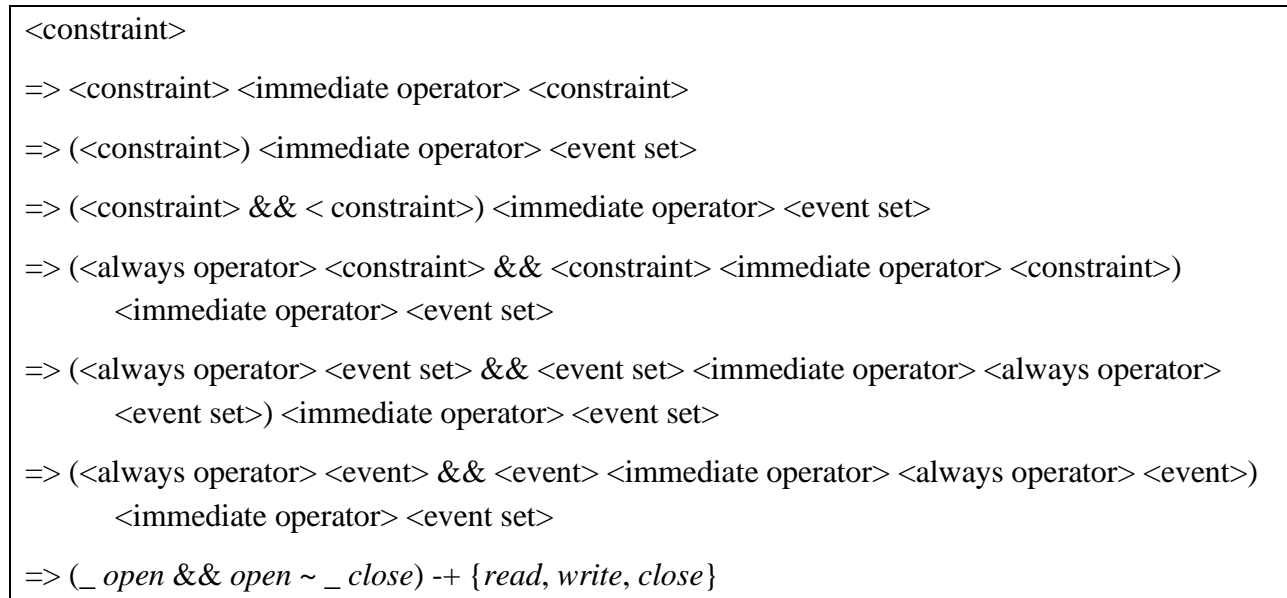 <constraint>
=> <constraint> <immediate operator> <constraint>
=> (<constraint>) <immediate operator> <event set>
=> (<constraint> && < constraint>) <immediate operator> <event set>
=> (<always operator> <constraint> && <constraint> <immediate operator> <constraint>)
<immediate operator> <event set>
=> (<always operator> <event set> && <event set> <immediate operator> <always operator>
<event set>) <immediate operator> <event set>
=> (<always operator> <event> && <event> <immediate operator> <always operator> <event>)
<immediate operator> <event set>
=> (_ open && open ~ _ close) -+ {read, write, close}